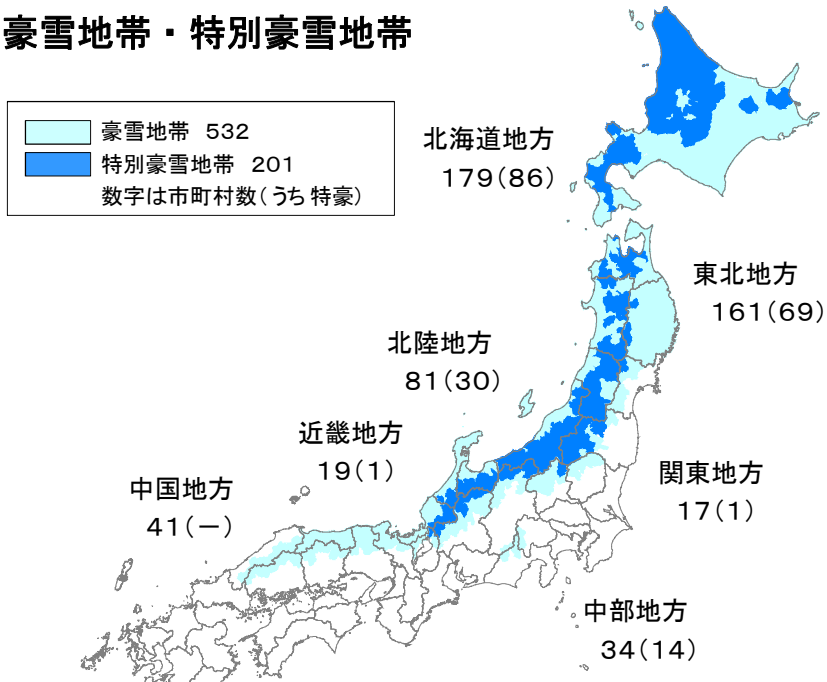 豪雪地帯・特別豪雪地帯
豪雪地帯 532
特別豪雪地帯 201
数字は市町村数(うち特豪)
北海道地方
179(86)
東北地方
161(69)
北陸地方
81(30)
近畿地方
19(1)
中国地方
41(－)
関東地方
17(1)
中部地方
34(14)